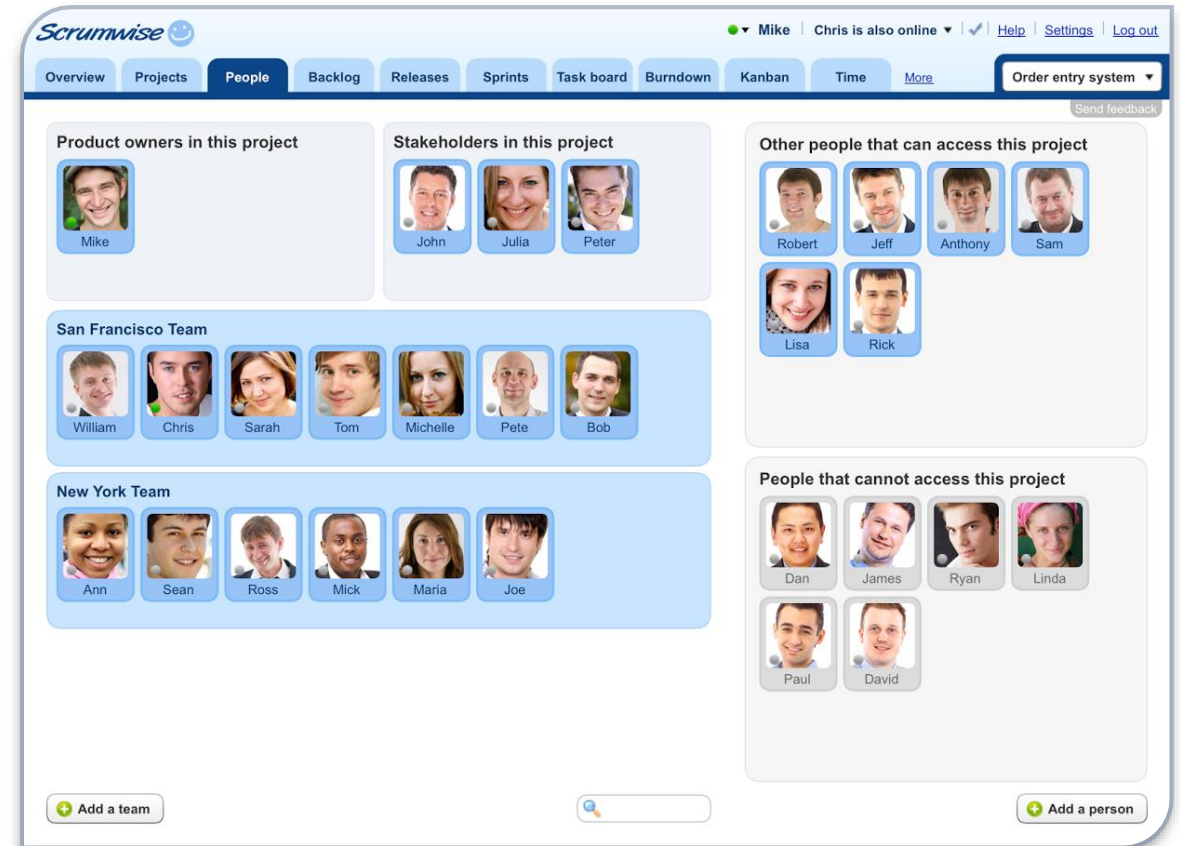 Scrumwise
Mike Chris is also online Help Settings Log out
Overview Projects People Backlog Releases Sprints Task board Burndown Kanban Time More Order entry system
Send feedback
Product owners in this project
Mike
Stakeholders in this project
John Julia Peter
San Francisco Team
William Chris Sarah Tom Michelle Pete Bob
New York Team
Ann Sean Ross Mick Maria Joe
Other people that can access this project
Robert Jeff Anthony Sam
Lisa Rick
People that cannot access this project
Dan James Ryan Linda
Paul David
Add a team Add a person